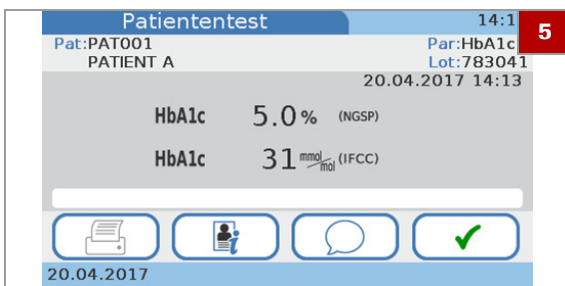 Patiententest 14:1
5
Pat:PAT001 Par:HbA1c
PATIENT A Lot:783041
20.04.2017 14:13
HbA1c 5.0 % (NGSP)
HbA1c 31 mmol/mol (IFCC)
20.04.2017